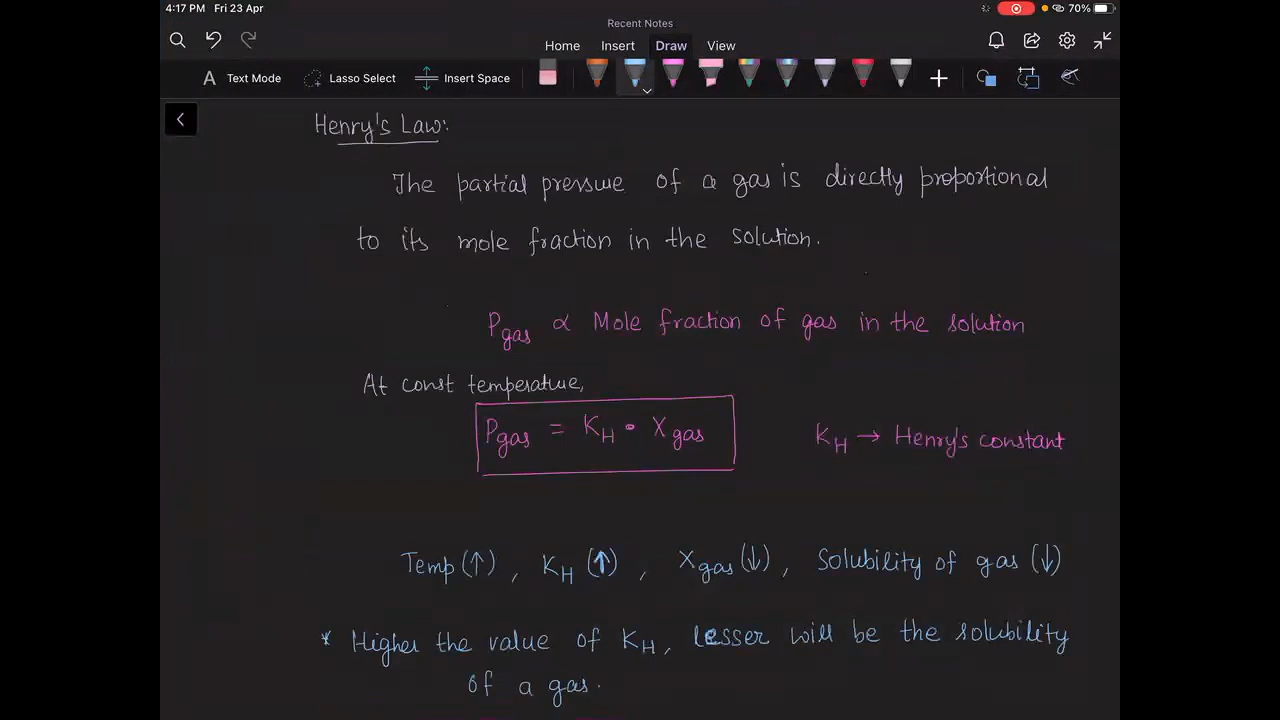 4:17 PM Fri 23 Apr
70%
Recent Notes
Home Insert Draw View
Text Mode Lasso Select Insert Space
Henry's Law:
The partial pressure of a gas is directly proportional
to its mole fraction in the solution.
Pgas ∝ Mole fraction of gas in the solution
At const temperature,
Pgas = KH • Xgas
KH → Henry's constant
Temp(↑), KH(↑), Xgas(↓), Solubility of gas(↓)
* Higher the value of KH, lesser will be the solubility
of a gas.